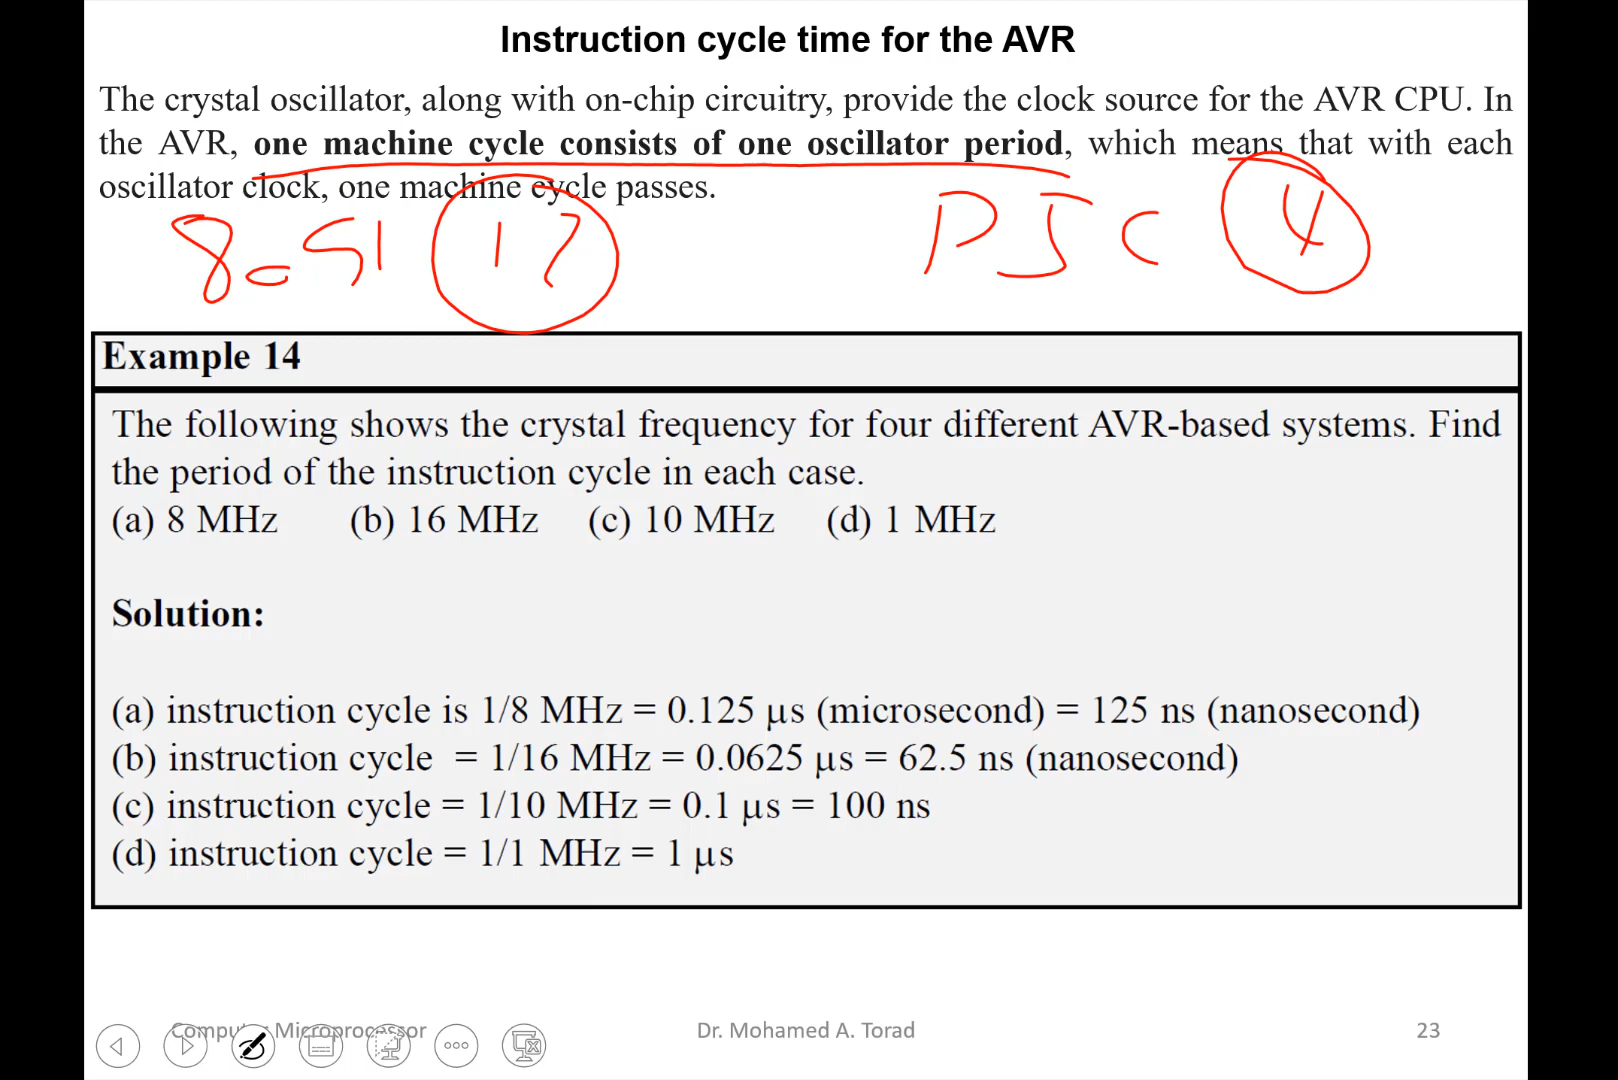 Instruction cycle time for the AVR
The crystal oscillator, along with on-chip circuitry, provide the clock source for the AVR CPU. In
the AVR, one machine cycle consists of one oscillator period, which means that with each
oscillator clock, one machine cycle passes.
8051 12 PIC 4
Example 14
The following shows the crystal frequency for four different AVR-based systems. Find
the period of the instruction cycle in each case.
(a) 8 MHz (b) 16 MHz (c) 10 MHz (d) 1 MHz
Solution:
(a) instruction cycle is 1/8 MHz = 0.125 μs (microsecond) = 125 ns (nanosecond)
(b) instruction cycle = 1/16 MHz = 0.0625 μs = 62.5 ns (nanosecond)
(c) instruction cycle = 1/10 MHz = 0.1 μs = 100 ns
(d) instruction cycle = 1/1 MHz = 1 μs
Computer Microprocessor Dr. Mohamed A. Torad 23